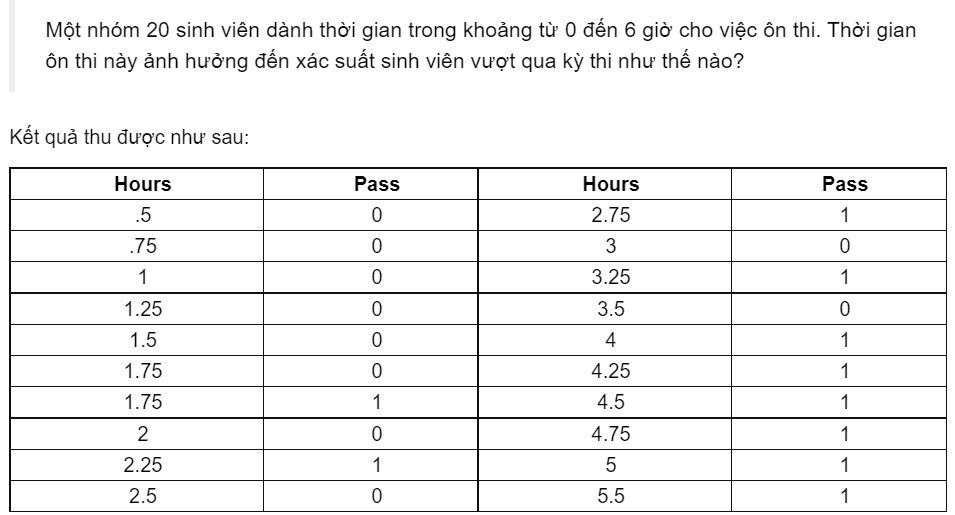 Một nhóm 20 sinh viên dành thời gian trong khoảng từ 0 đến 6 giờ cho việc ôn thi. Thời gian
ôn thi này ảnh hưởng đến xác suất sinh viên vượt qua kỳ thi như thế nào?
Kết quả thu được như sau:
Hours Pass Hours Pass
.5 0 2.75 1
.75 0 3 0
1 0 3.25 1
1.25 0 3.5 0
1.5 0 4 1
1.75 0 4.25 1
1.75 1 4.5 1
2 0 4.75 1
2.25 1 5 1
2.5 0 5.5 1